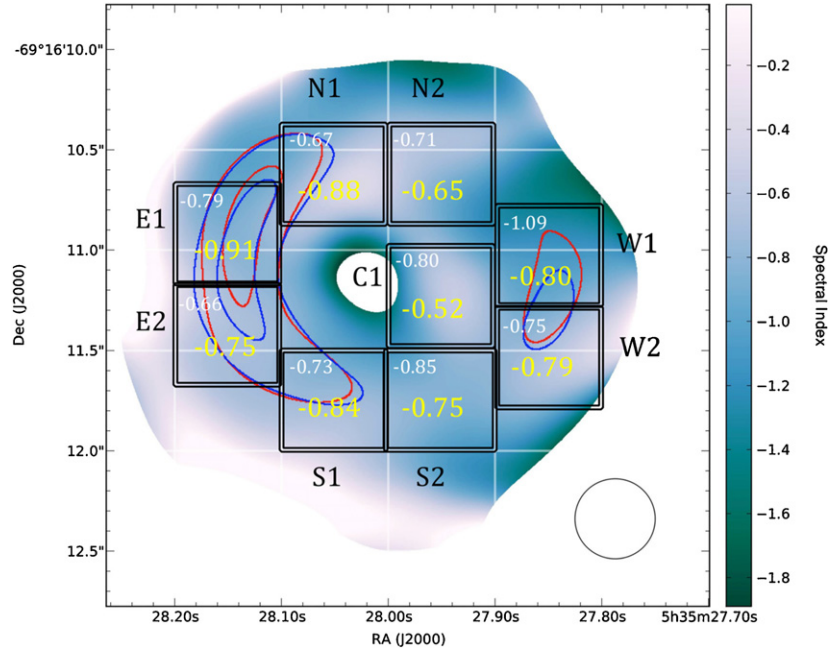 -69°16'10.0"
10.5"
11.0"
11.5"
12.0"
12.5"
Dec (J2000)
N1 N2
-0.67 -0.71
-0.88 -0.65
E1
-0.79
-0.91
-1.09
W1
-0.80
C1
-0.80
-0.52
E2
-0.66
-0.75
-0.75
W2
-0.79
-0.73 -0.85
-0.84 -0.75
S1 S2
28.20s 28.10s 28.00s 27.90s 27.80s 5h35m27.70s
RA (J2000)
−0.2
−0.4
−0.6
−0.8
−1.0
−1.2
−1.4
−1.6
−1.8
Spectral Index